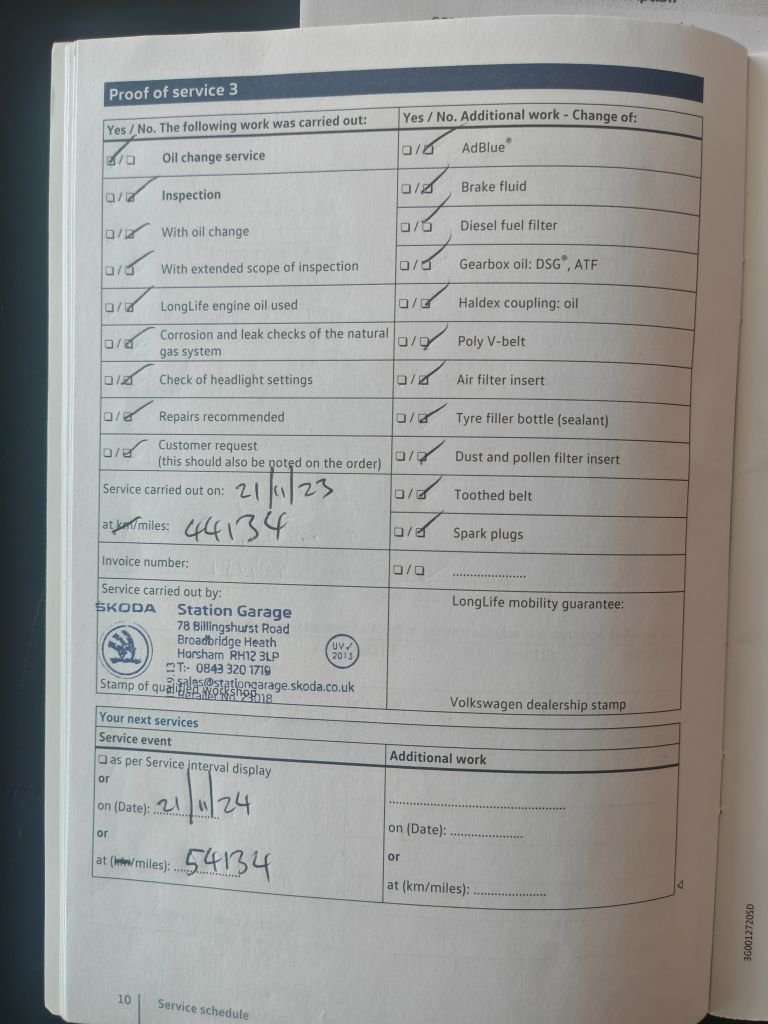 Proof of service 3
Yes / No. The following work was carried out:
Oil change service
Inspection
With oil change
With extended scope of inspection
LongLife engine oil used
Corrosion and leak checks of the natural
gas system
Check of headlight settings
Repairs recommended
Customer request
(this should also be noted on the order)
Service carried out on: 21/11/23
at km/miles: 44134
Invoice number:
Service carried out by:
SKODA
Station Garage
78 Billingshurst Road
Broadbridge Heath
Horsham RH12 3LP
T:- 0843 320 1719
sales@stationgarage.skoda.co.uk
Retailer No. 23018
UV✓
2013
Stamp of qualified workshop
Yes / No. Additional work - Change of:
AdBlue®
Brake fluid
Diesel fuel filter
Gearbox oil: DSG®, ATF
Haldex coupling: oil
Poly V-belt
Air filter insert
Tyre filler bottle (sealant)
Dust and pollen filter insert
Toothed belt
Spark plugs
......................
LongLife mobility guarantee:
Volkswagen dealership stamp
Your next services
Service event
as per Service interval display
or
on (Date): 21/11/24
or
at (km/miles): 54134
Additional work
on (Date): ......................
or
at (km/miles): ......................
3G0012720SD
10
Service schedule